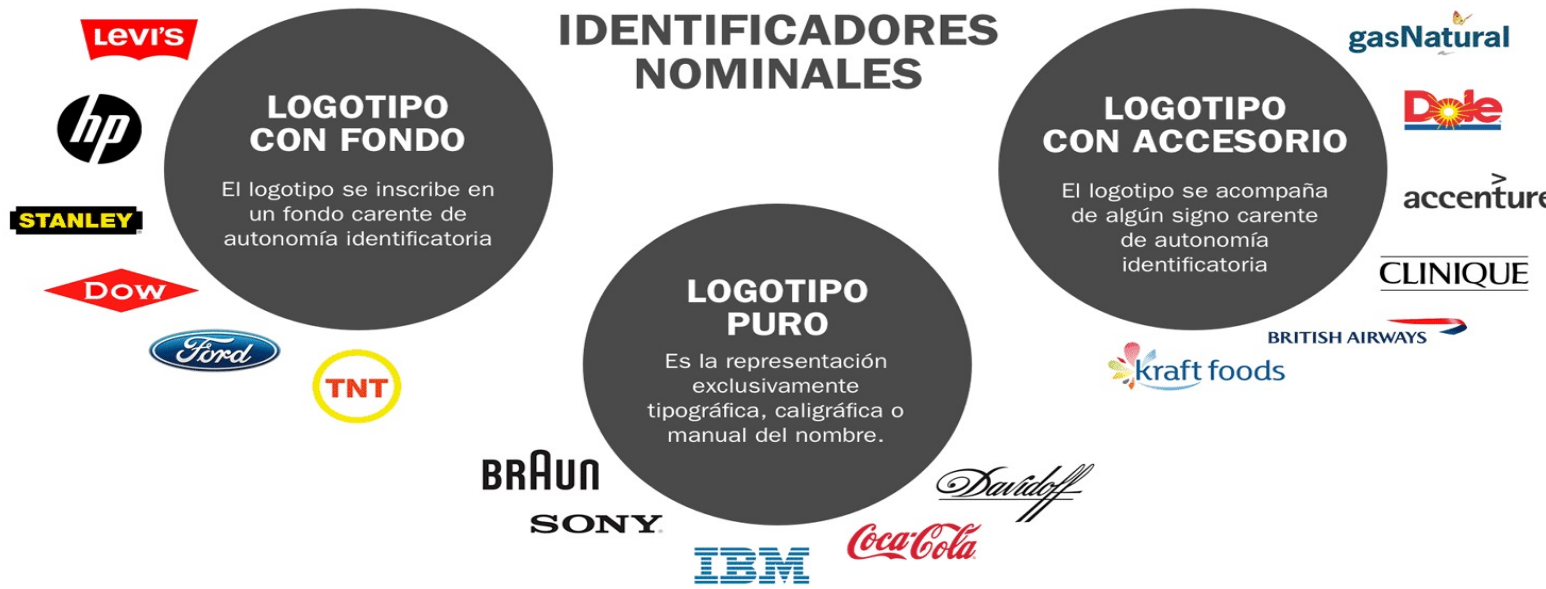 IDENTIFICADORES
NOMINALES
LEVI'S
hp
STANLEY
DOW
Ford
TNT
LOGOTIPO
CON FONDO
El logotipo se inscribe en
un fondo carente de
autonomía identificatoria
LOGOTIPO
PURO
Es la representación
exclusivamente
tipográfica, caligráfica o
manual del nombre.
BRAUN
SONY
IBM
Coca-Cola
Davidoff
LOGOTIPO
CON ACCESORIO
El logotipo se acompaña
de algún signo carente
de autonomía
identificatoria
gasNatural
Dole
>
accenture
CLINIQUE
BRITISH AIRWAYS
kraft foods